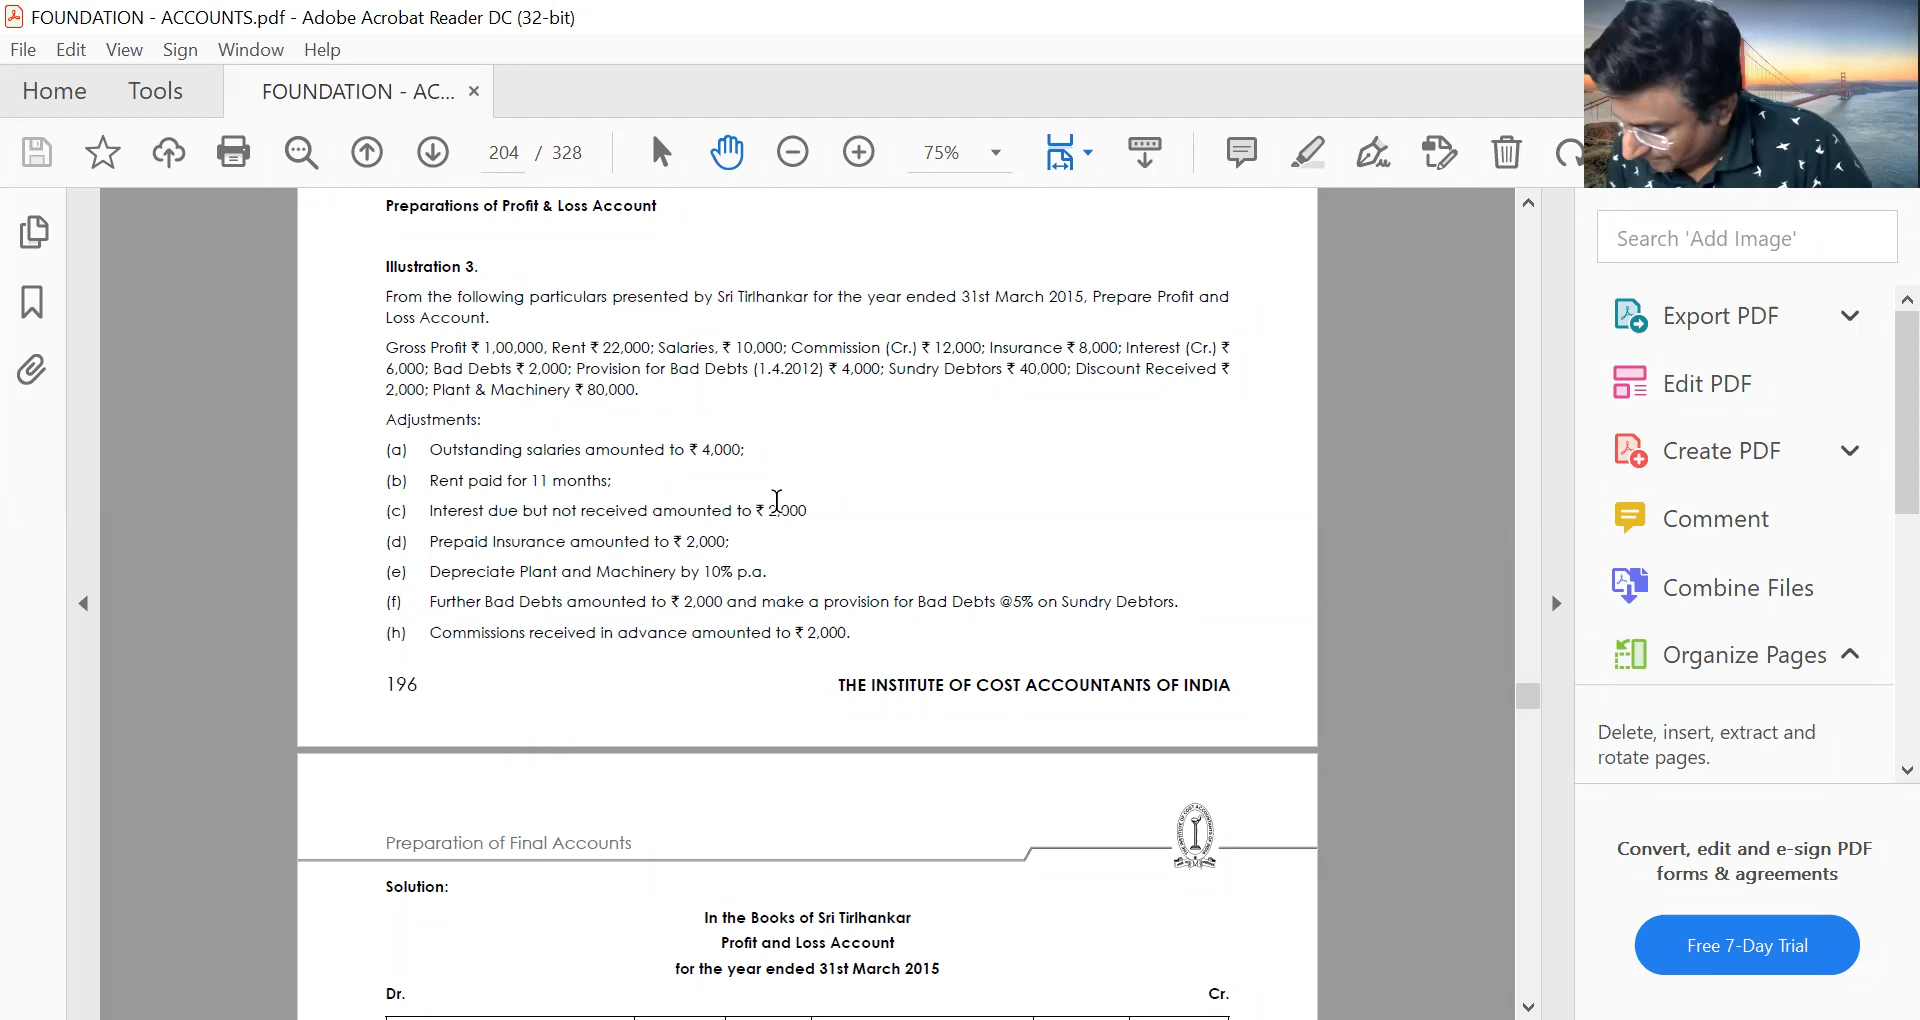 FOUNDATION - ACCOUNTS.pdf - Adobe Acrobat Reader DC (32-bit)
File Edit View Sign Window Help
Home Tools FOUNDATION - AC... ×
204 / 328 75%
Search 'Add Image'
Export PDF
Edit PDF
Create PDF
Comment
Combine Files
Organize Pages
Delete, insert, extract and
rotate pages.
Convert, edit and e-sign PDF
forms & agreements
Free 7-Day Trial
Preparations of Profit & Loss Account
Illustration 3.
From the following particulars presented by Sri Tirlhankar for the year ended 31st March 2015, Prepare Profit and
Loss Account.
Gross Profit ₹ 1,00,000, Rent ₹ 22,000; Salaries, ₹ 10,000; Commission (Cr.) ₹ 12,000; Insurance ₹ 8,000; Interest (Cr.) ₹
6,000; Bad Debts ₹ 2,000; Provision for Bad Debts (1.4.2012) ₹ 4,000; Sundry Debtors ₹ 40,000; Discount Received ₹
2,000; Plant & Machinery ₹ 80,000.
Adjustments:
(a) Outstanding salaries amounted to ₹ 4,000;
(b) Rent paid for 11 months;
(c) Interest due but not received amounted to ₹ 2,000
(d) Prepaid Insurance amounted to ₹ 2,000;
(e) Depreciate Plant and Machinery by 10% p.a.
(f) Further Bad Debts amounted to ₹ 2,000 and make a provision for Bad Debts @5% on Sundry Debtors.
(h) Commissions received in advance amounted to ₹ 2,000.
196 THE INSTITUTE OF COST ACCOUNTANTS OF INDIA
Preparation of Final Accounts
Solution:
In the Books of Sri Tirlhankar
Profit and Loss Account
for the year ended 31st March 2015
Dr. Cr.